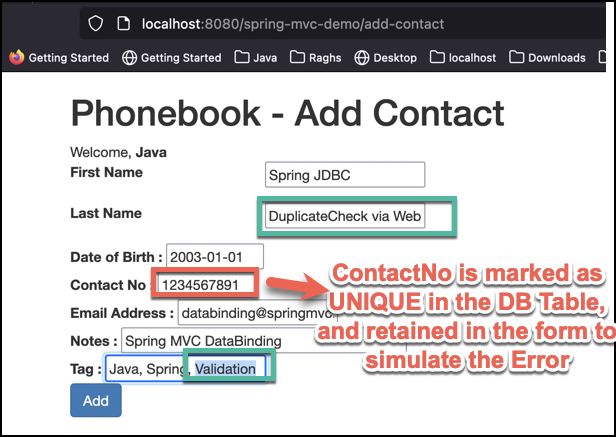 localhost:8080/spring-mvc-demo/add-contact
Getting Started Getting Started Java Raghs Desktop localhost Downloads
Phonebook - Add Contact
Welcome, Java
First Name Spring JDBC
Last Name DuplicateCheck via Web
Date of Birth : 2003-01-01
Contact No : 1234567891
Email Address : databinding@springmvc.
Notes : Spring MVC DataBinding
Tag : Java, Spring, Validation
Add
ContactNo is marked as
UNIQUE in the DB Table,
and retained in the form to
simulate the Error